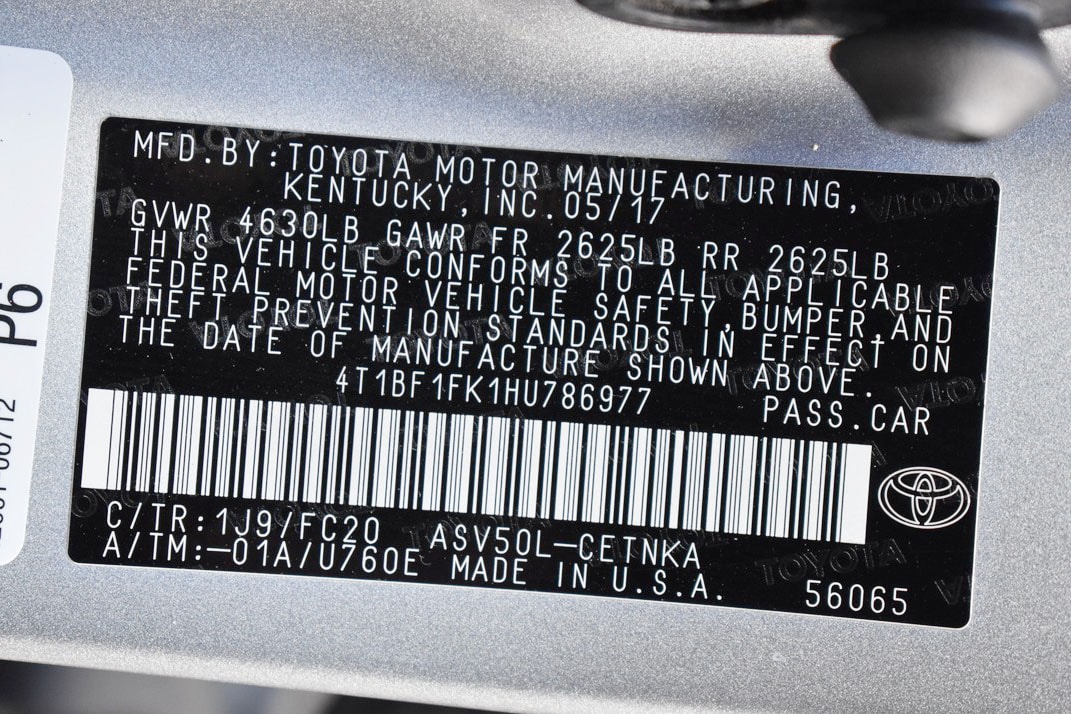 MFD.BY:TOYOTA MOTOR MANUFACTURING,
KENTUCKY,INC.05/17
GVWR 4630LB GAWR FR 2625LB RR 2625LB
THIS VEHICLE CONFORMS TO ALL APPLICABLE
FEDERAL MOTOR VEHICLE SAFETY,BUMPER,AND
THEFT PREVENTION STANDARDS IN EFFECT ON
THE DATE OF MANUFACTURE SHOWN ABOVE.
4T1BF1FK1HU786977
PASS.CAR
C/TR:1J9/FC20 ASV50L-CETNKA
A/TM:-01A/U760E MADE IN U.S.A.
56065
P6